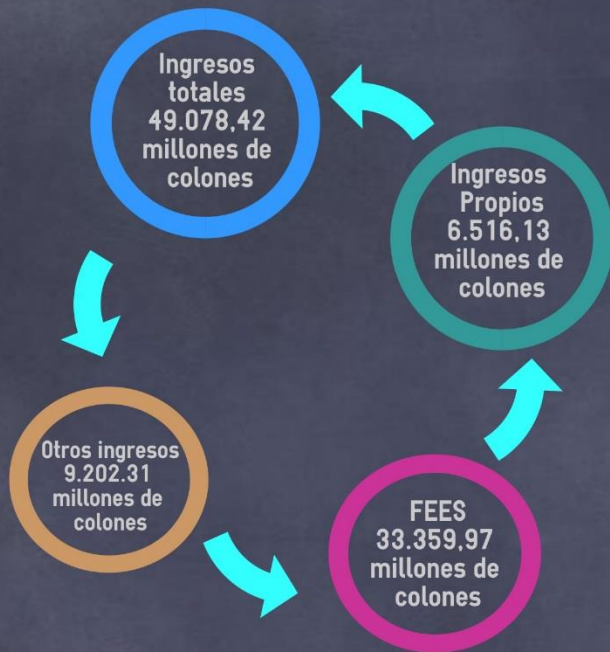 Ingresos
totales
49.078,42
millones de
colones
Ingresos
Propios
6.516,13
millones de
colones
Otros ingresos
9.202.31
millones de
colones
FEES
33.359,97
millones de
colones